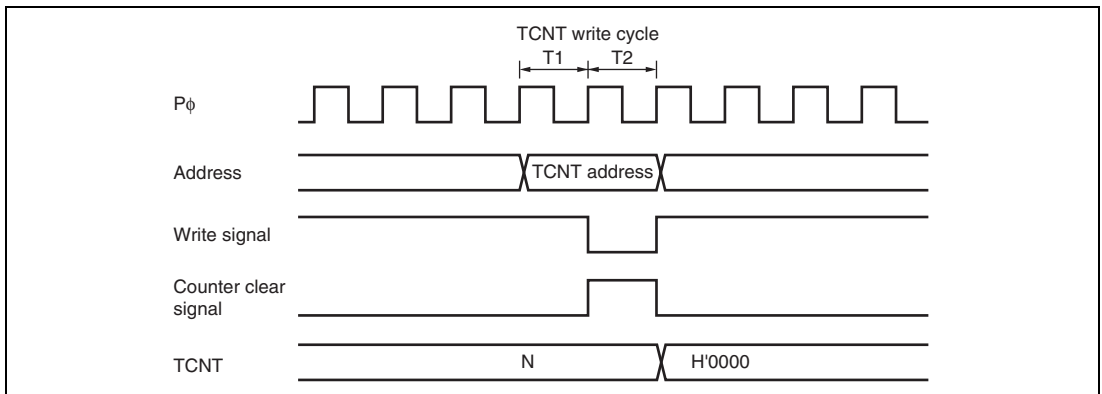 TCNT write cycle
T1 T2
Pϕ
Address
TCNT address
Write signal
Counter clear
signal
TCNT
N
H'0000